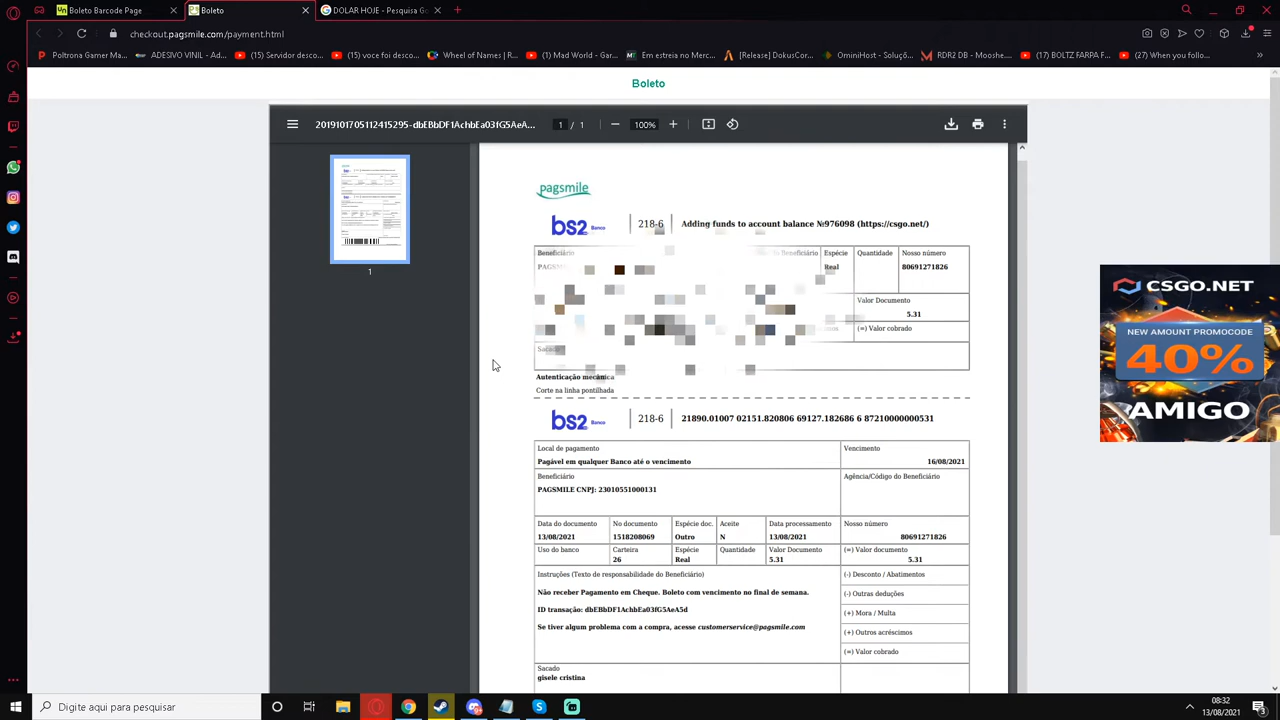 Boleto Barcode Page
Boleto
DOLAR HOJE - Pesquisa G
checkout.pagsmile.com/payment.html
Poltrona Gamer Ma...
ADESIVO VINIL - Ad...
(15) Servidor disco...
(15) voce foi desco...
Wheel of Names | R...
(1) Mad World - Gar...
Em estreia no Merc...
[Release] DokusCor...
OminiHost - Soluçõ...
RDR2 DB - Mooshe...
(17) BOLTZ FARPA F...
(27) When you follo...
Boleto
2019101705112415295-dbEBbDF1AchbEa03fG5AeA...
1 / 1
100%
1
pagsmile
bs2 Banco
218-6
Adding funds to account balance №976098 (https://csgo.net/)
Beneficiário
Beneficiário
Espécie
Quantidade
Nosso número
Real
80691271826
Valor Documento
5.31
(=) Valor cobrado
Sacado
Autenticação mecânica
Corte na linha pontilhada
bs2 Banco
218-6
21890.01007 02151.820806 69127.182686 6 87210000000531
Local de pagamento
Vencimento
Pagável em qualquer Banco até o vencimento
16/08/2021
Beneficiário
Agência/Código do Beneficiário
PAGSMILE CNPJ: 23010551000131
Data do documento
No documento
Espécie doc.
Aceite
Data processamento
Nosso número
13/08/2021
1518208069
Outro
N
13/08/2021
80691271826
Uso do banco
Carteira
Espécie
Quantidade
Valor Documento
(=) Valor documento
26
Real
5.31
5.31
Instruções (Texto de responsabilidade do Beneficiário)
(-) Desconto / Abatimentos
Não receber Pagamento em Cheque. Boleto com vencimento no final de semana.
(-) Outras deduções
ID transação: dbEBbDF1AchbEa03fG5AeA5d
(+) Mora / Multa
Se tiver algum problema com a compra, acesse customerservice@pagsmile.com
(+) Outros acréscimos
(=) Valor cobrado
Sacado
gisele cristina
CSGO.NET
NEW AMOUNT PROMOCODE
40%
AMIGO
Digite aqui para pesquisar
08:32
13/08/2021